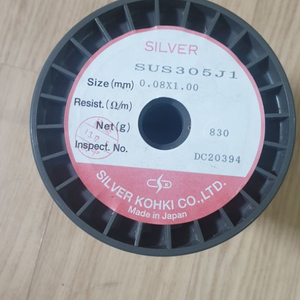 SILVER
SUS305J1
Size(mm) 0.08X1.00
Resist.(Ω/m)
Net(g) 830
Inspect. No. DC20394
SILVER KOHKI CO.,LTD.
Made in Japan